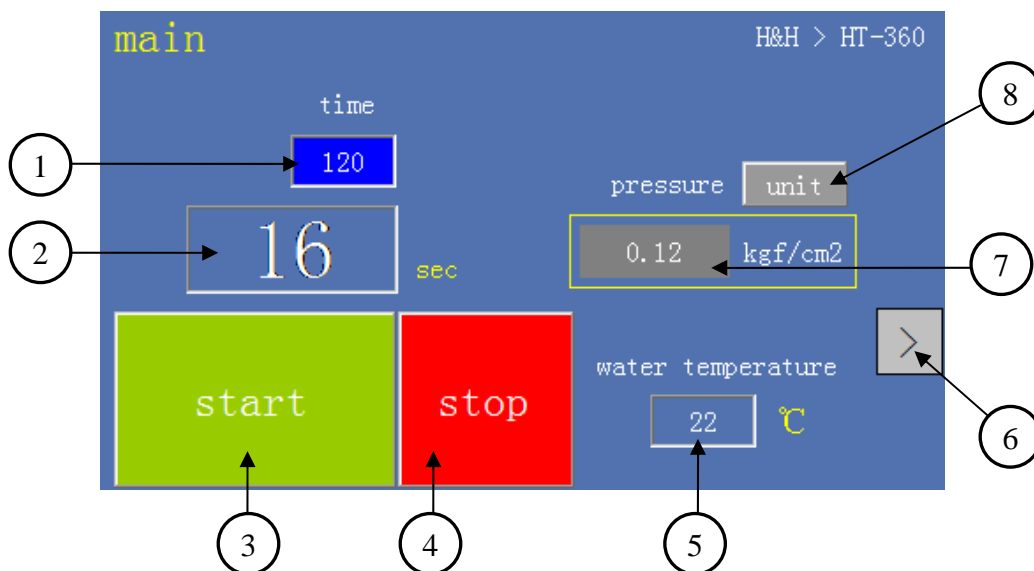 main
H&H > HT-360
time
8
1
120
pressure
unit
2
16
sec
0.12
kgf/cm2
7
>
water temperature
start
stop
22
℃
6
3
4
5